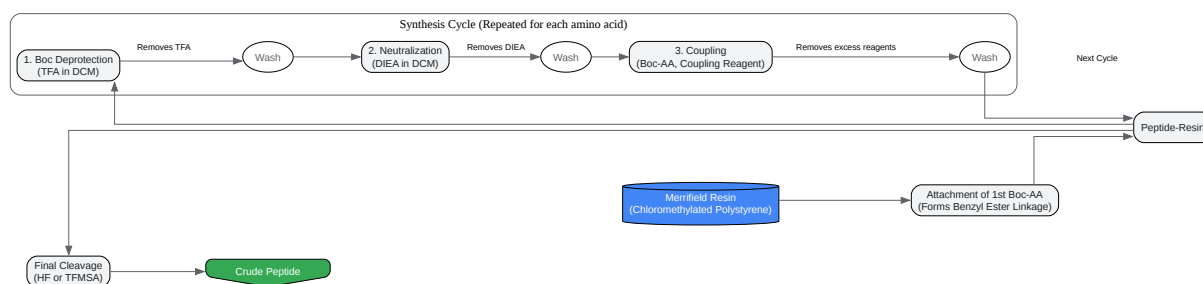 Synthesis Cycle (Repeated for each amino acid)
1. Boc Deprotection
(TFA in DCM)
Removes TFA
Wash
2. Neutralization
(DIEA in DCM)
Removes DIEA
Wash
3. Coupling
(Boc-AA, Coupling Reagent)
Removes excess reagents
Wash
Next Cycle
Peptide-Resin
Merrifield Resin
(Chloromethylated Polystyrene)
Attachment of 1st Boc-AA
(Forms Benzyl Ester Linkage)
Final Cleavage
(HF or TFMSA)
Crude Peptide